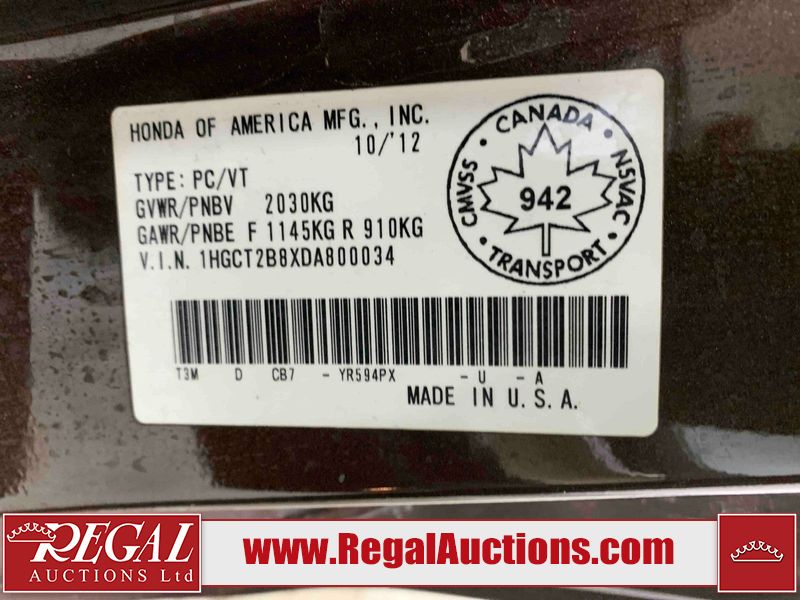 HONDA OF AMERICA MFG., INC.
10/'12
TYPE: PC/VT
GVWR/PNBV 2030KG
GAWR/PNBE F 1145KG R 910KG
V.I.N. 1HGCT2B8XDA800034
CANADA
CMVSS
NSVAC
942
TRANSPORT
T3M D CB7 - YR594PX - U - A
MADE IN U.S.A.
REGAL
AUCTIONS Ltd
www.RegalAuctions.com